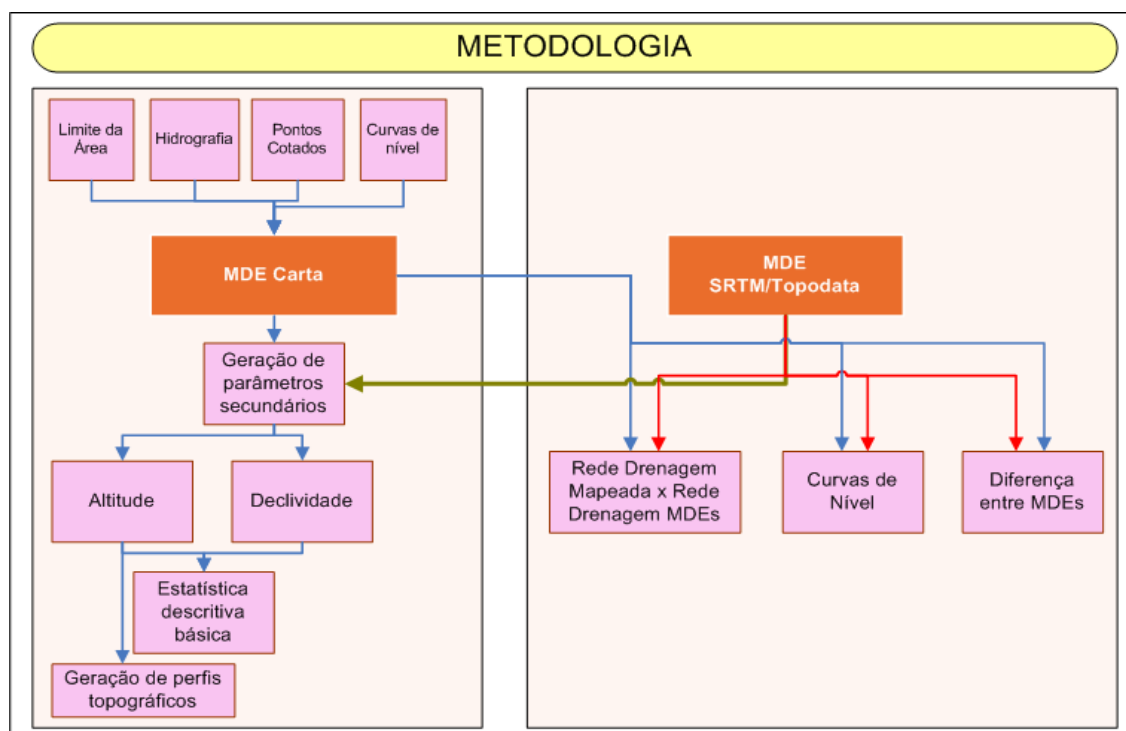 METODOLOGIA
Limite da
Área
Hidrografia
Pontos
Cotados
Curvas de
nível
MDE Carta
Geração de
parâmetros
secundários
Altitude
Declividade
Estatística
descritiva
básica
Geração de perfis
topográficos
MDE
SRTM/Topodata
Rede Drenagem
Mapeada x Rede
Drenagem MDEs
Curvas de
Nível
Diferença
entre MDEs